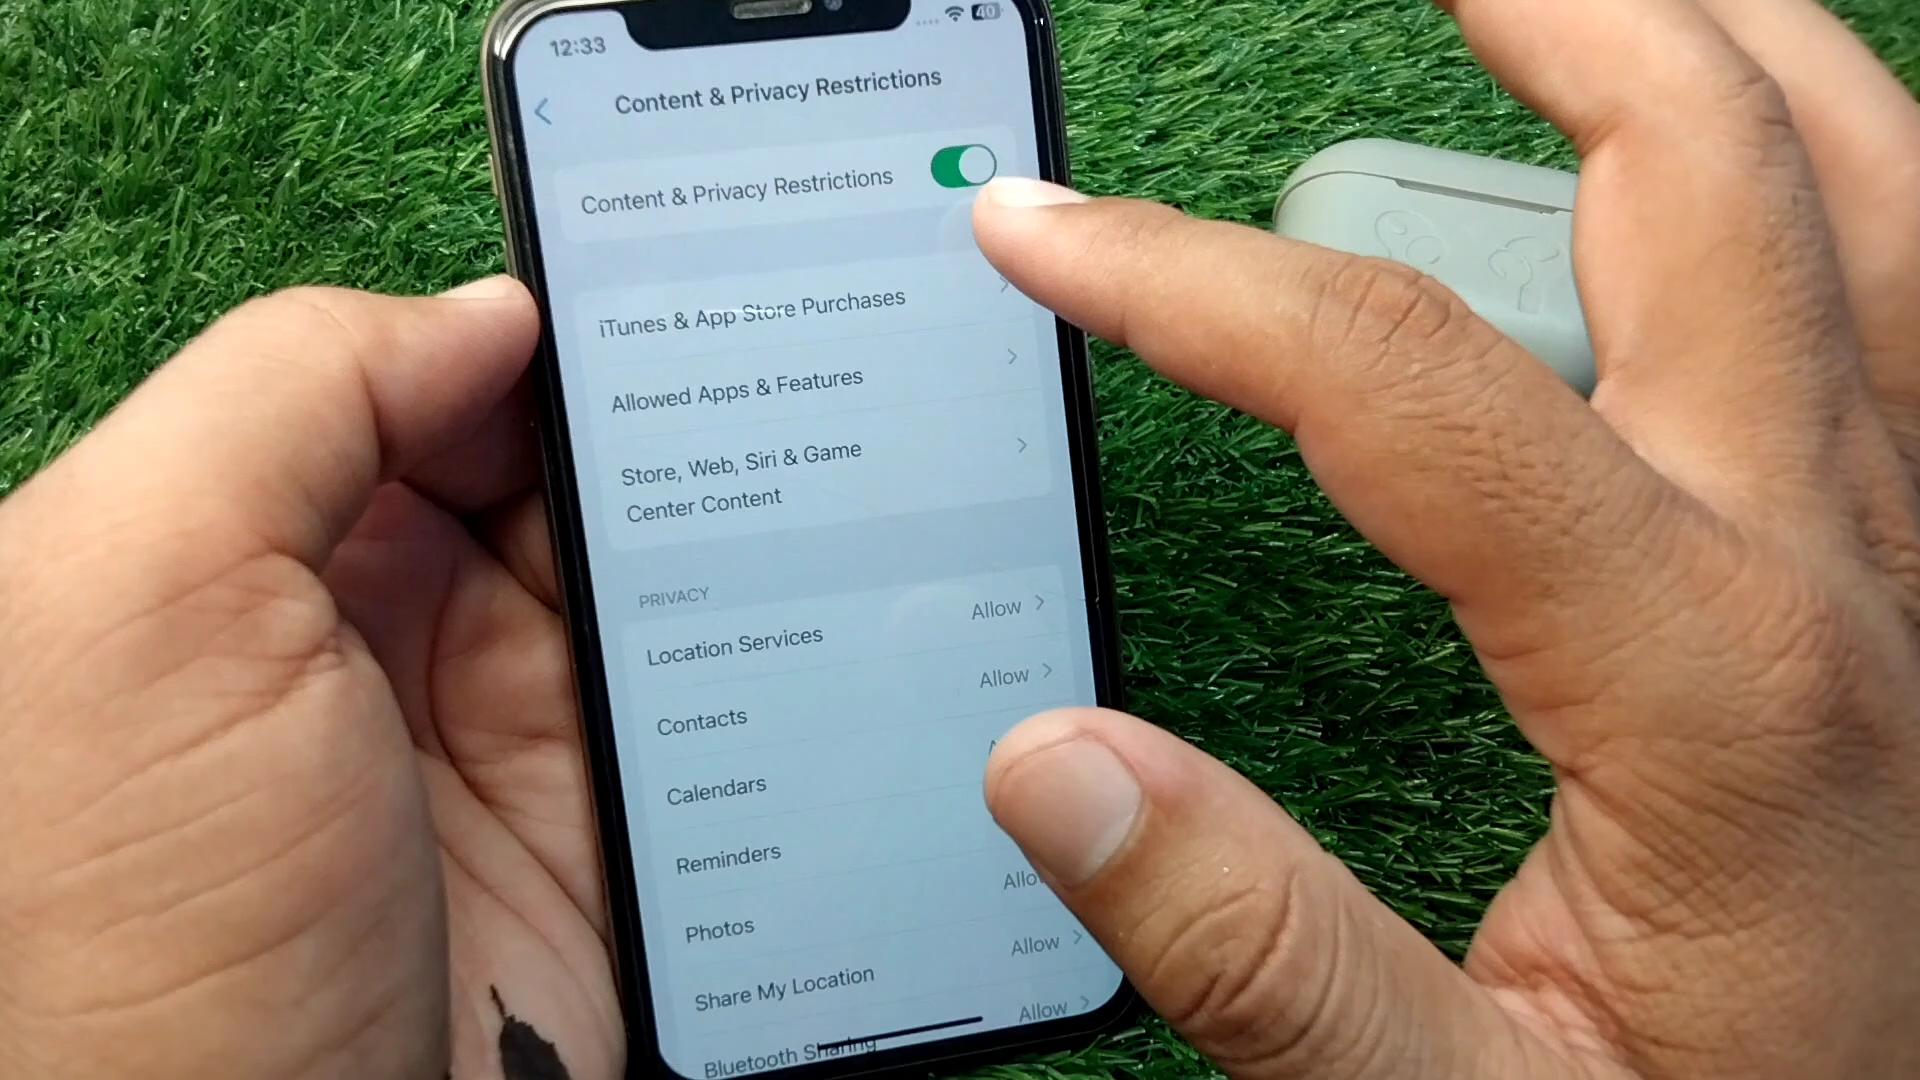 12:33
40
Content & Privacy Restrictions
Content & Privacy Restrictions
iTunes & App Store Purchases
Allowed Apps & Features
Store, Web, Siri & Game
Center Content
PRIVACY
Location Services Allow
Contacts Allow
Calendars
Reminders
Photos
Share My Location Allow
Bluetooth Sharing Allow